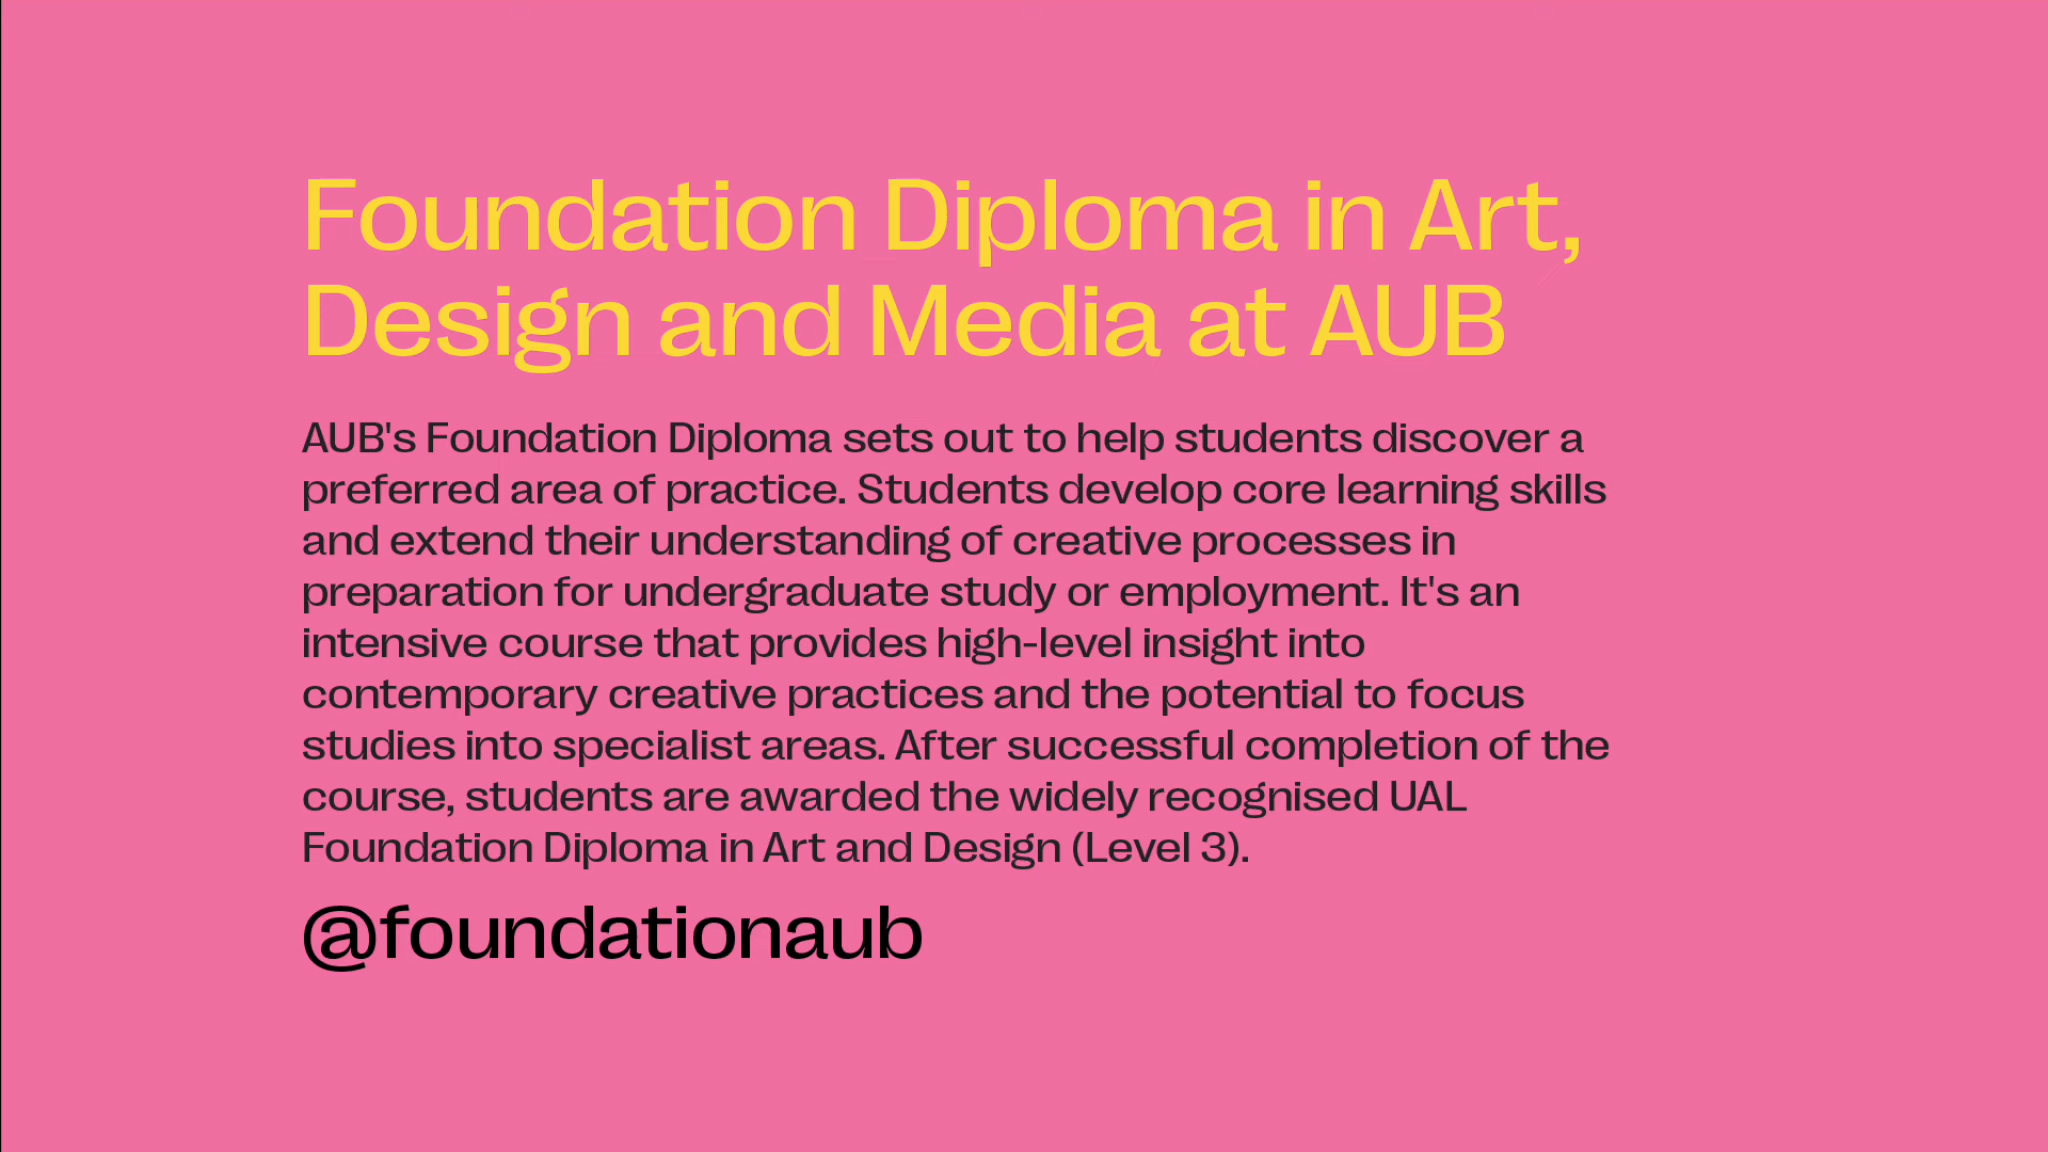 Foundation Diploma in Art,
Design and Media at AUB
AUB's Foundation Diploma sets out to help students discover a
preferred area of practice. Students develop core learning skills
and extend their understanding of creative processes in
preparation for undergraduate study or employment. It's an
intensive course that provides high-level insight into
contemporary creative practices and the potential to focus
studies into specialist areas. After successful completion of the
course, students are awarded the widely recognised UAL
Foundation Diploma in Art and Design (Level 3).
@foundationaub